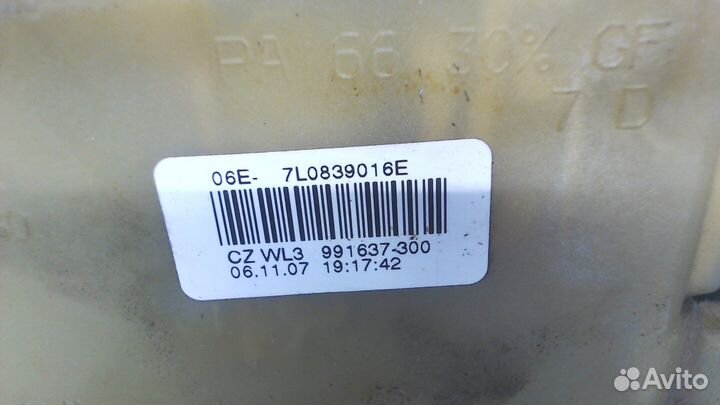 PA 66 30% GF
7 D
06E- 7L0839016E
CZ WL3 991637-300
06.11.07 19:17:42
Avito